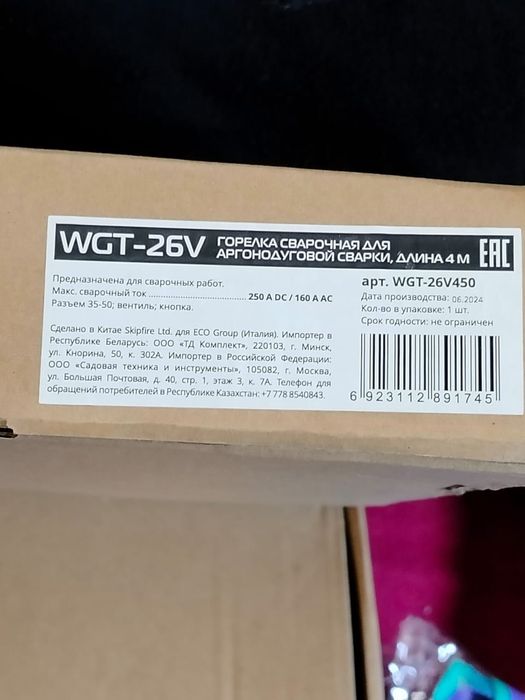 WGT-26V ГОРЕЛКА СВАРОЧНАЯ ДЛЯ
АРГОНОДУГОВОЙ СВАРКИ, ДЛИНА 4 М
EAC
Предназначена для сварочных работ.
Макс. сварочный ток ........................... 250 A DC / 160 A AC
Разъем 35-50; вентиль; кнопка.
арт. WGT-26V450
Дата производства: 06.2024
Кол-во в упаковке: 1 шт.
Срок годности: не ограничен
Сделано в Китае Skipfire Ltd. для ECO Group (Италия). Импортер в
Республике Беларусь: ООО «ТД Комплект», 220103, г. Минск,
ул. Кнорина, 50, к. 302А. Импортер в Российской Федерации:
ООО «Садовая техника и инструменты», 105082, г. Москва,
ул. Большая Почтовая, д. 40, стр. 1, этаж 3, к. 7А. Телефон для
обращений потребителей в Республике Казахстан: +7 778 8540843.
6 923112 891745